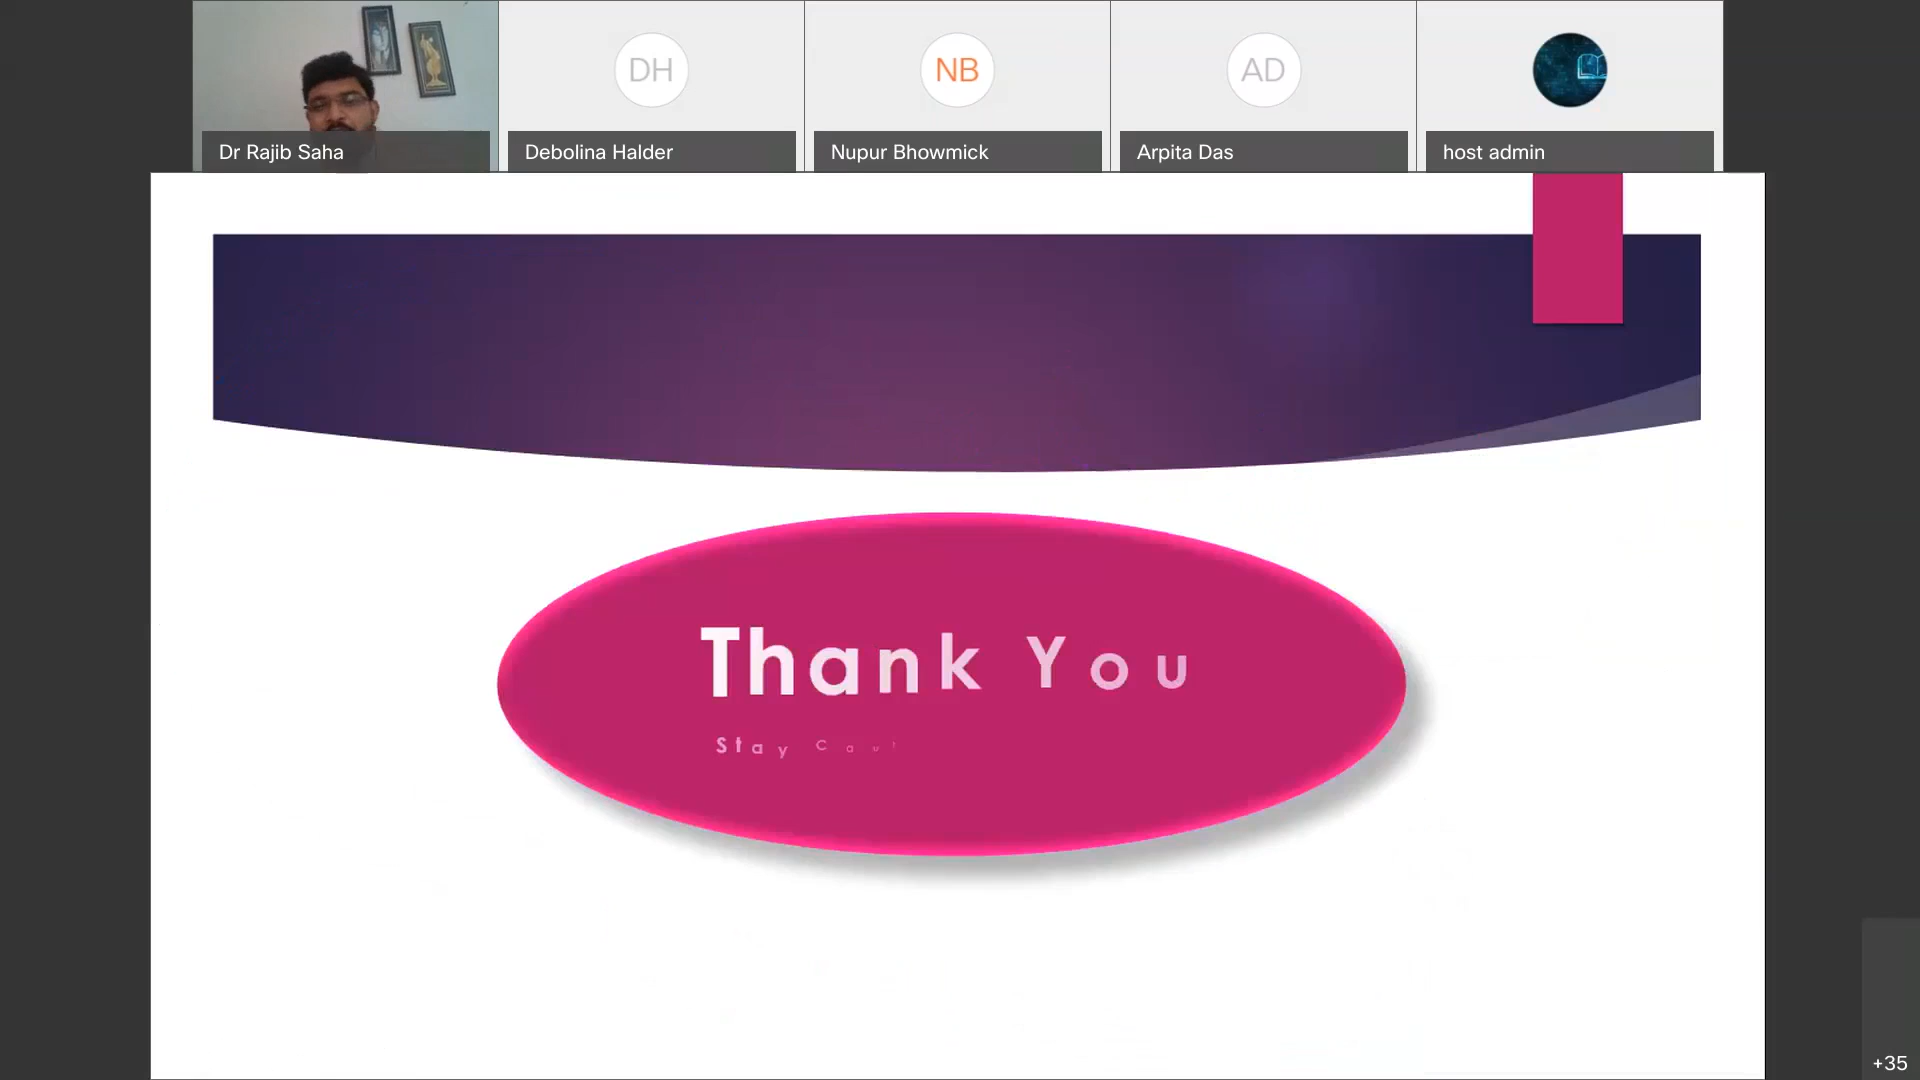 DH
NB
AD
Dr Rajib Saha
Debolina Halder
Nupur Bhowmick
Arpita Das
host admin
Thank You
Stay
+35